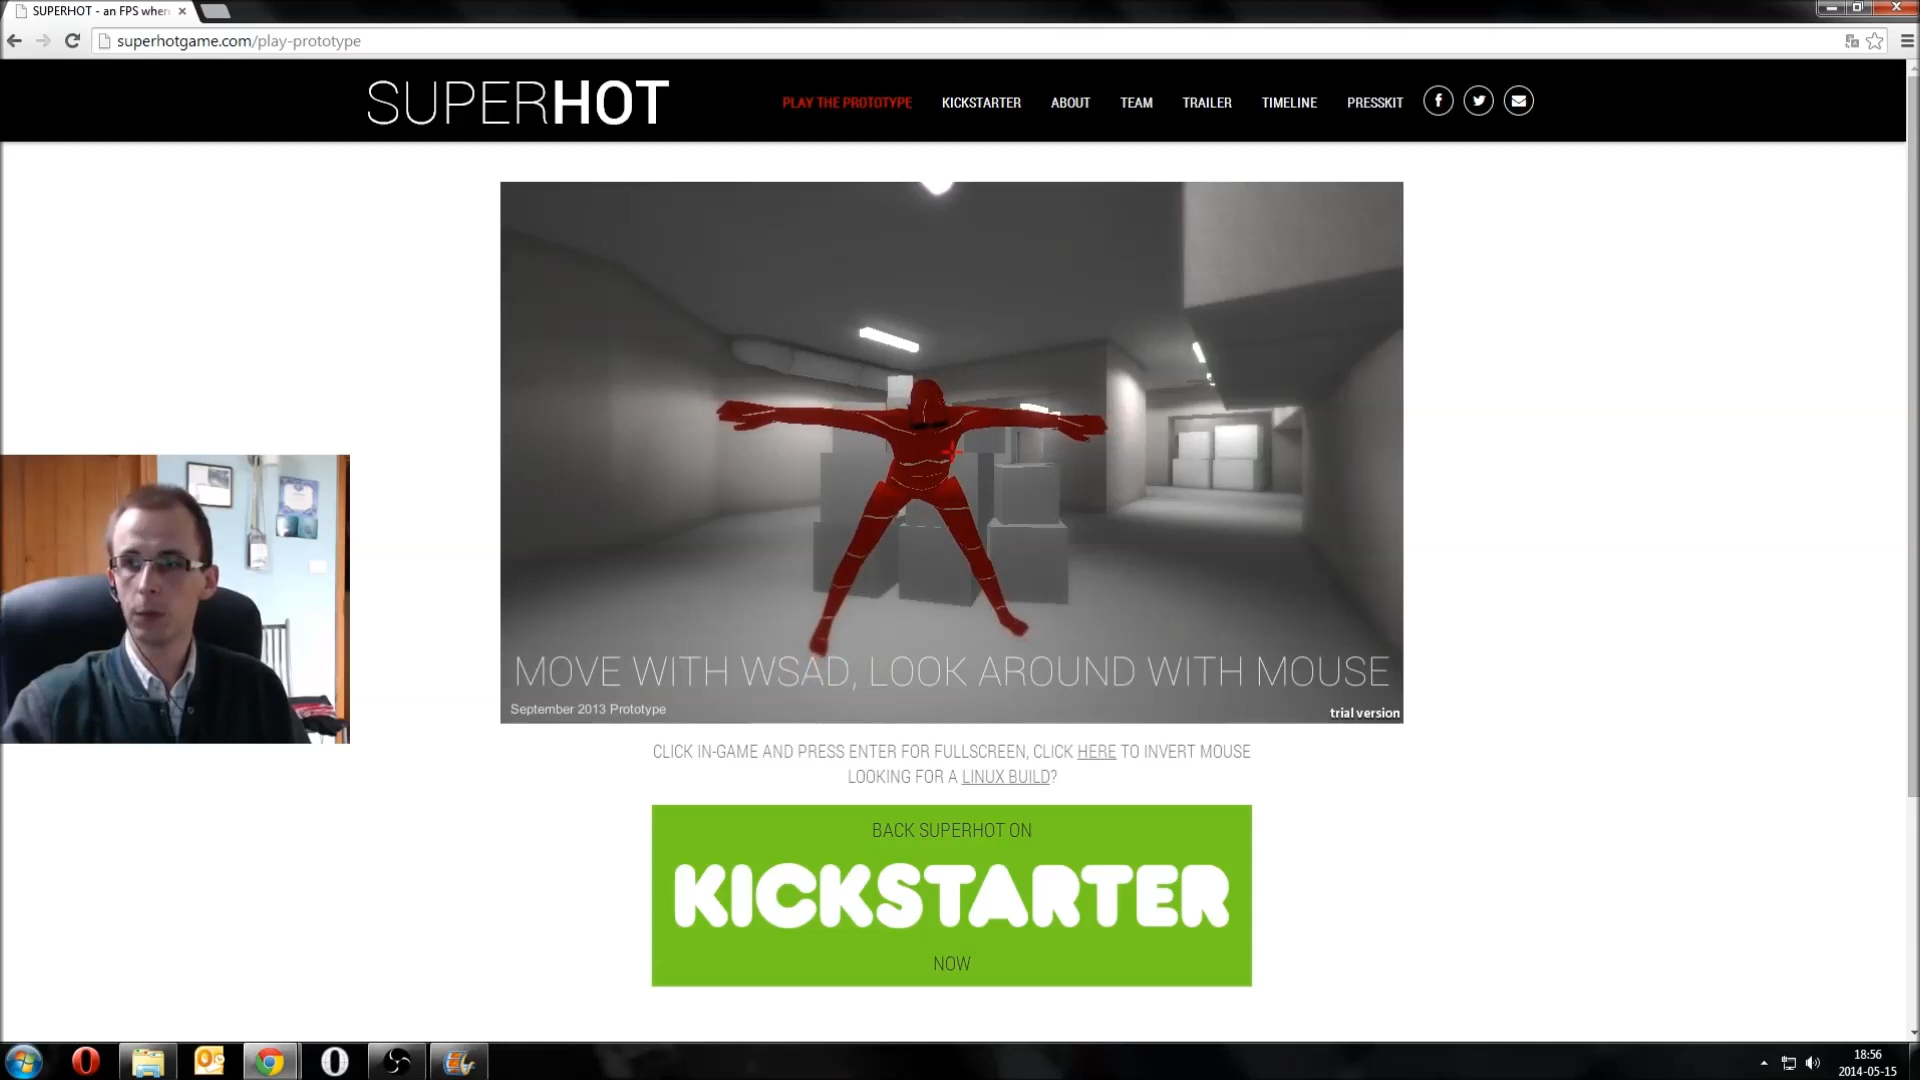 SUPERHOT - an FPS wher
superhotgame.com/play-prototype
SUPERHOT
PLAY THE PROTOTYPE
KICKSTARTER
ABOUT
TEAM
TRAILER
TIMELINE
PRESSKIT
MOVE WITH WSAD, LOOK AROUND WITH MOUSE
September 2013 Prototype
trial version
CLICK IN-GAME AND PRESS ENTER FOR FULLSCREEN, CLICK HERE TO INVERT MOUSE
LOOKING FOR A LINUX BUILD?
BACK SUPERHOT ON
KICKSTARTER
NOW
18:56
2014-05-15